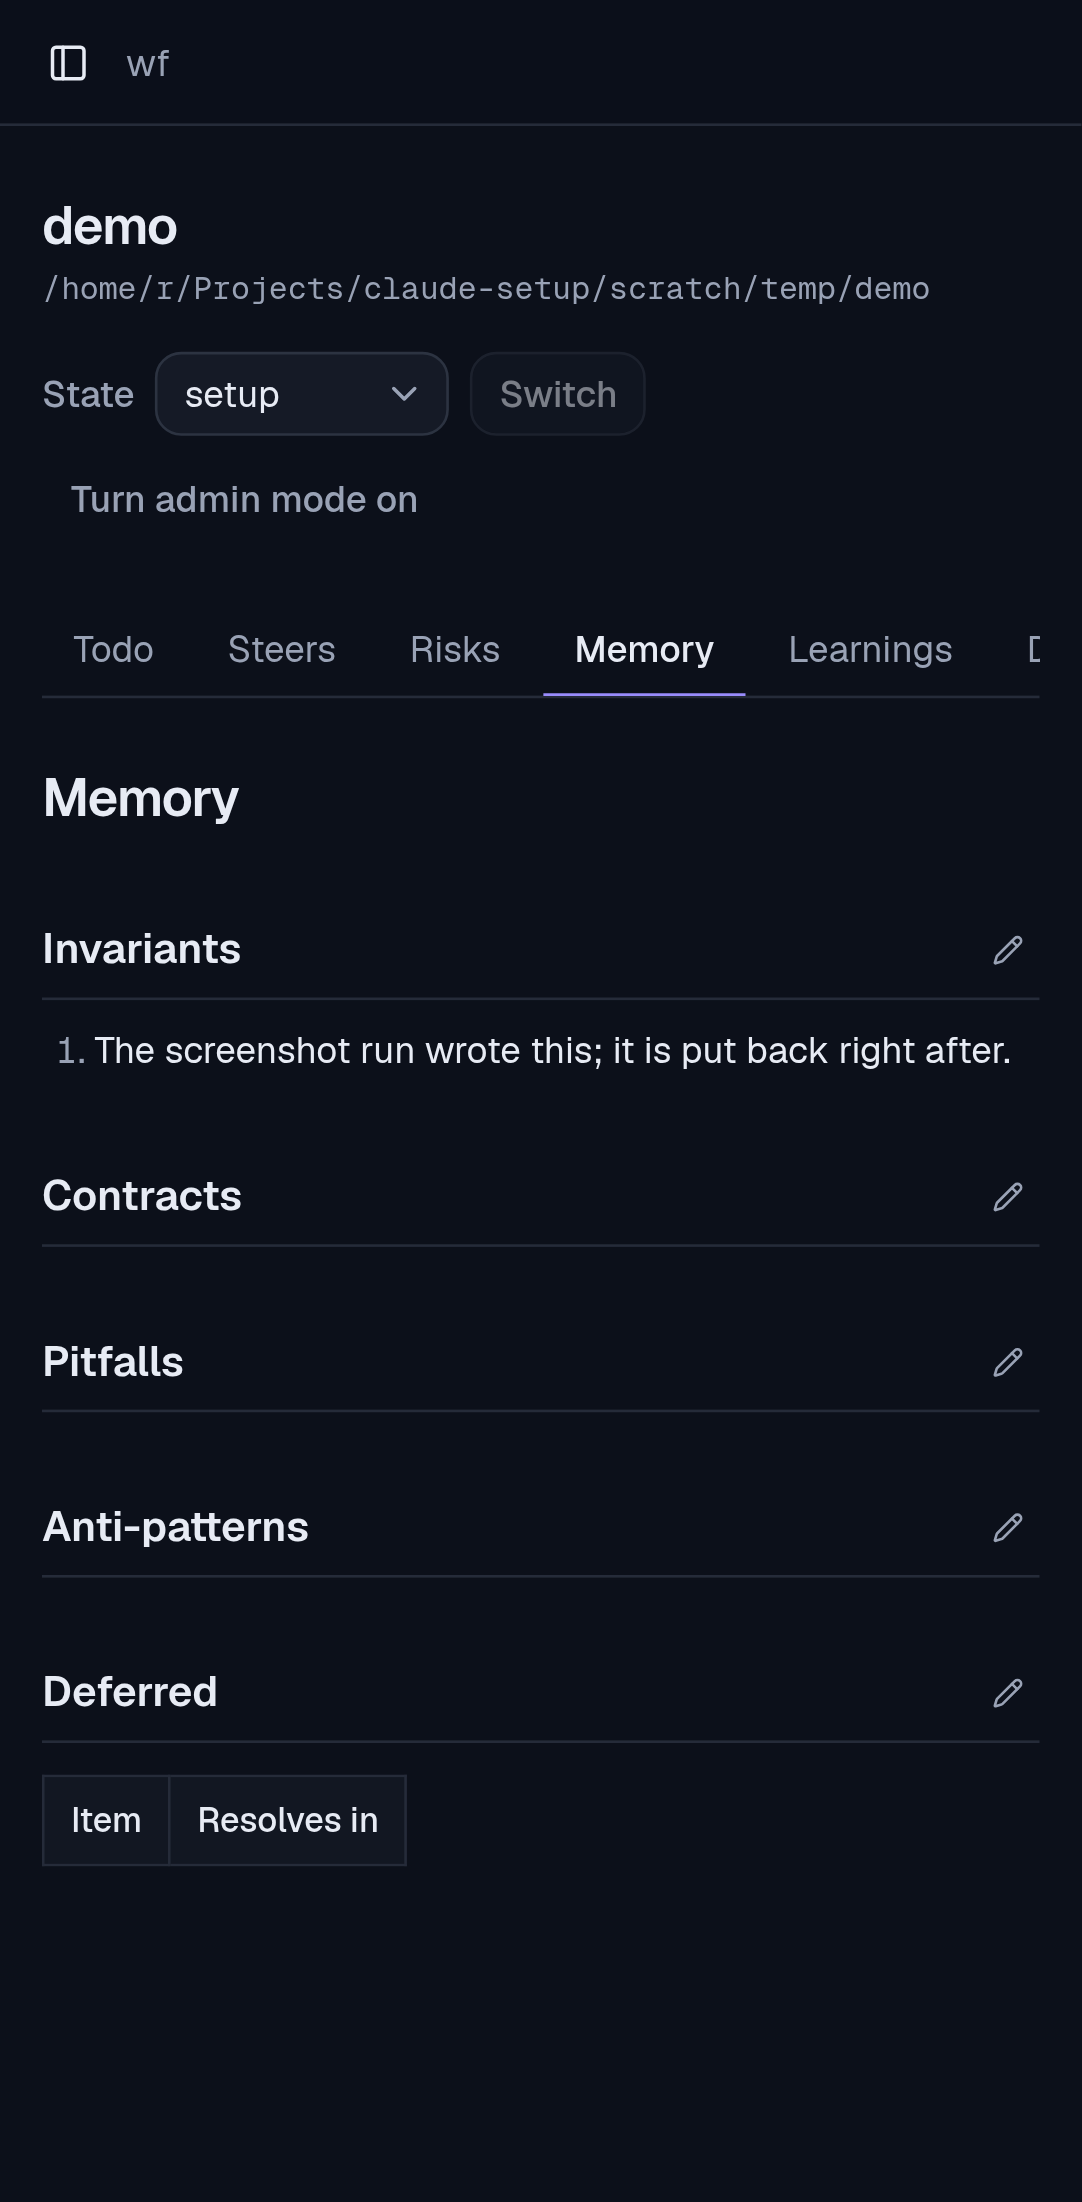 wf
demo
/home/r/Projects/claude-setup/scratch/temp/demo
State setup Switch
Turn admin mode on
Todo Steers Risks Memory Learnings
Memory
Invariants
1. The screenshot run wrote this; it is put back right after.
Contracts
Pitfalls
Anti-patterns
Deferred
Item Resolves in